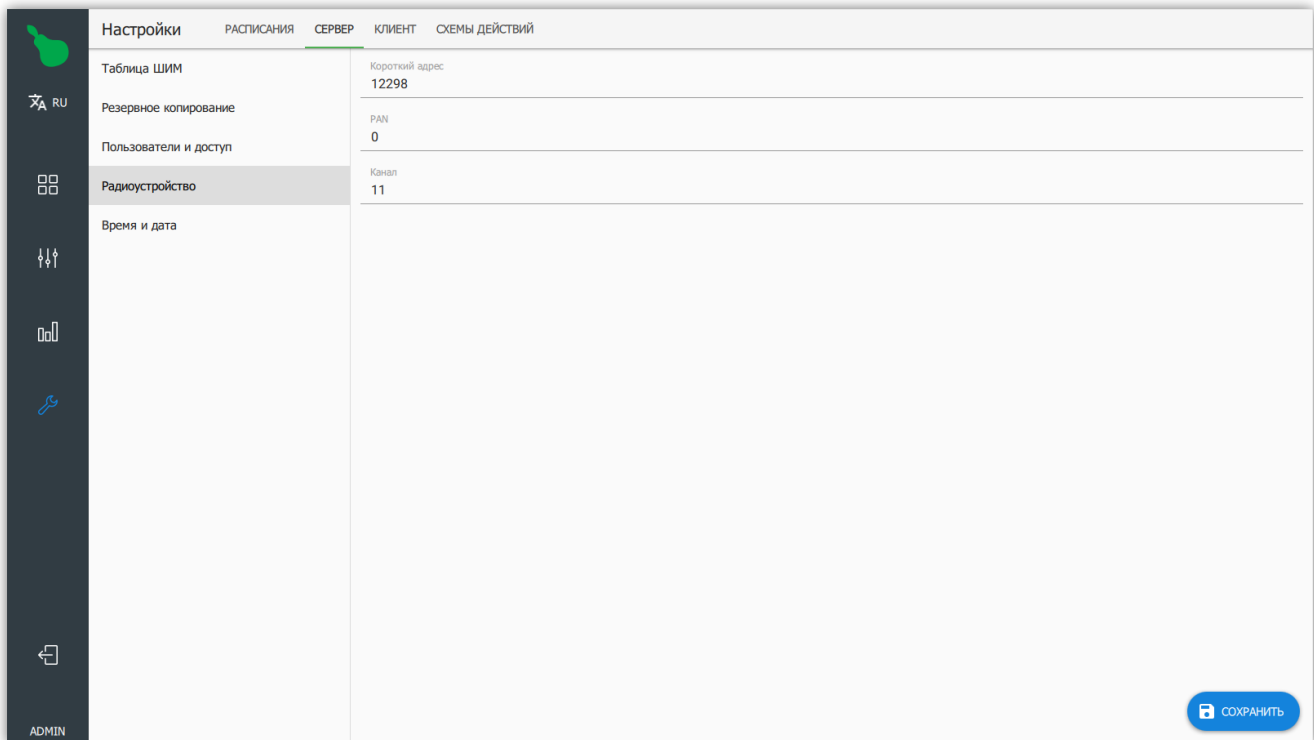 Настройки РАСПИСАНИЯ СЕРВЕР КЛИЕНТ СХЕМЫ ДЕЙСТВИЙ
RU
Таблица ШИМ
Резервное копирование
Пользователи и доступ
Радиоустройство
Время и дата
Короткий адрес
12298
PAN
0
Канал
11
СОХРАНИТЬ
ADMIN